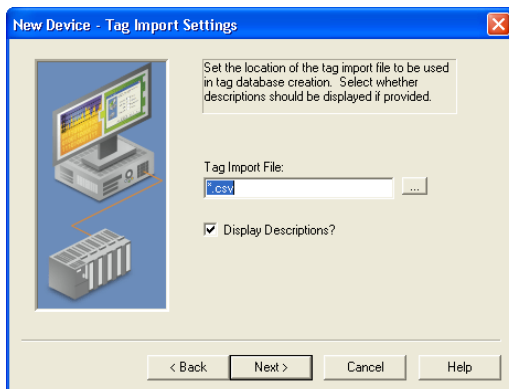 New Device - Tag Import Settings
Set the location of the tag import file to be used
in tag database creation. Select whether
descriptions should be displayed if provided.
Tag Import File:
*.csv
...
Display Descriptions?
< Back
Next >
Cancel
Help